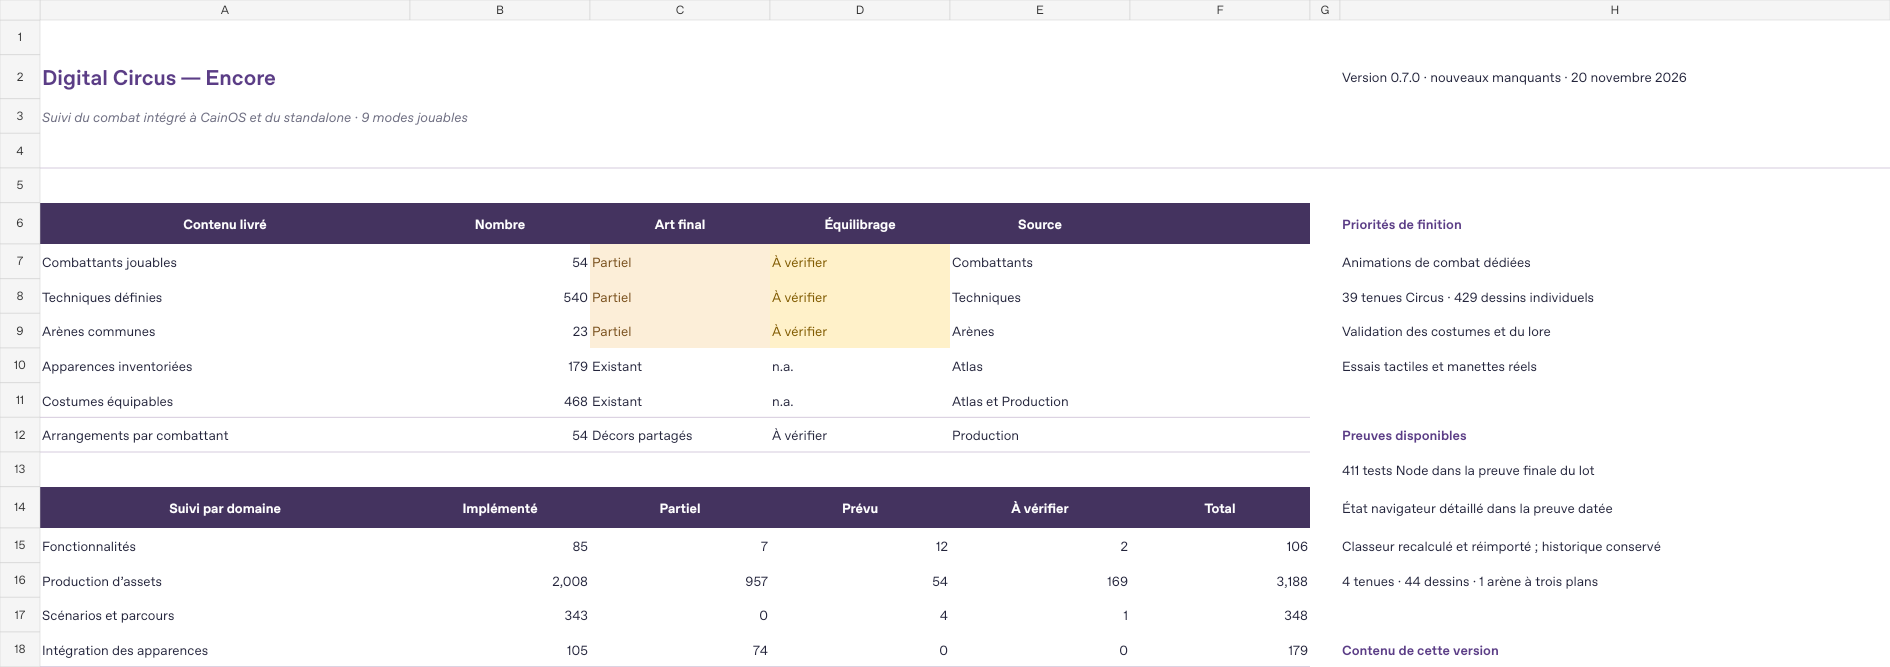 A B C D E F G H
1
2 Digital Circus — Encore Version 0.7.0 · nouveaux manquants · 20 novembre 2026
3 Suivi du combat intégré à CainOS et du standalone · 9 modes jouables
4
5
6 Contenu livré Nombre Art final Équilibrage Source Priorités de finition
7 Combattants jouables 54 Partiel À vérifier Combattants Animations de combat dédiées
8 Techniques définies 540 Partiel À vérifier Techniques 39 tenues Circus · 429 dessins individuels
9 Arènes communes 23 Partiel À vérifier Arènes Validation des costumes et du lore
10 Apparences inventoriées 179 Existant n.a. Atlas Essais tactiles et manettes réels
11 Costumes équipables 468 Existant n.a. Atlas et Production
12 Arrangements par combattant 54 Décors partagés À vérifier Production Preuves disponibles
13 411 tests Node dans la preuve finale du lot
14 Suivi par domaine Implémenté Partiel Prévu À vérifier Total État navigateur détaillé dans la preuve datée
15 Fonctionnalités 85 7 12 2 106 Classeur recalculé et réimporté ; historique conservé
16 Production d’assets 2,008 957 54 169 3,188 4 tenues · 44 dessins · 1 arène à trois plans
17 Scénarios et parcours 343 0 4 1 348
18 Intégration des apparences 105 74 0 0 179 Contenu de cette version